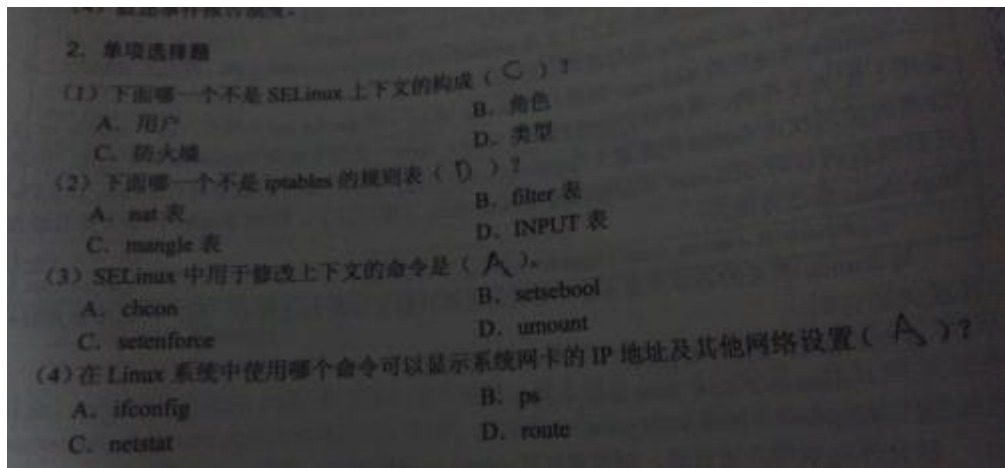 2. 单项选择题
(1) 下面哪一个不是 SELinux 上下文的构成 ( C ) ?
A. 用户 B. 角色
C. 防火墙 D. 类型
(2) 下面哪一个不是 iptables 的规则表 ( D ) ?
A. nat 表 B. filter 表
C. mangle 表 D. INPUT 表
(3) SELinux 中用于修改上下文的命令是 ( A )。
A. chcon B. setsebool
C. setenforce D. umount
(4) 在 Linux 系统中使用哪个命令可以显示系统网卡的 IP 地址及其他网络设置 ( A ) ?
A. ifconfig B. ps
C. netstat D. route